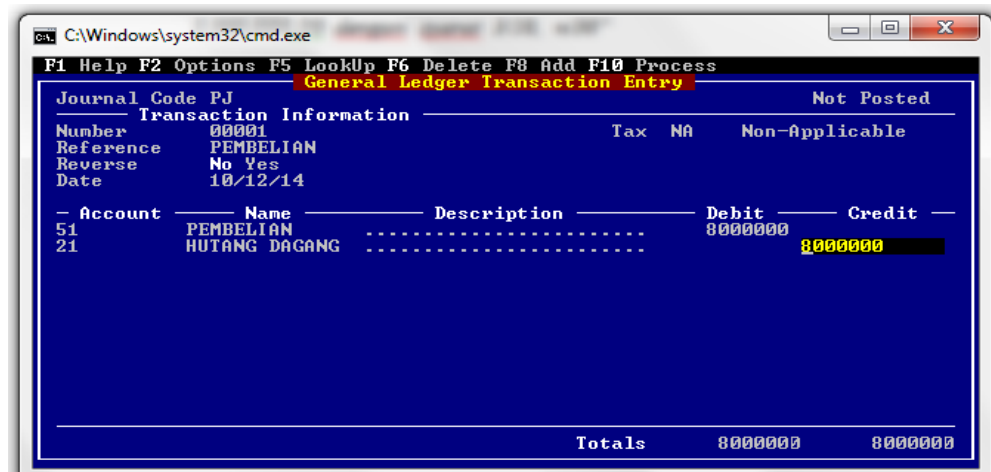 C:\Windows\system32\cmd.exe
F1 Help F2 Options F5 LookUp F6 Delete F8 Add F10 Process
General Ledger Transaction Entry
Journal Code PJ Not Posted
Transaction Information
Number 00001 Tax NA Non-Applicable
Reference PEMBELIAN
Reverse No Yes
Date 10/12/14
Account Name Description Debit Credit
51 PEMBELIAN ........................ 8000000
21 HUTANG DAGANG ........................ 8000000
Totals 8000000 8000000